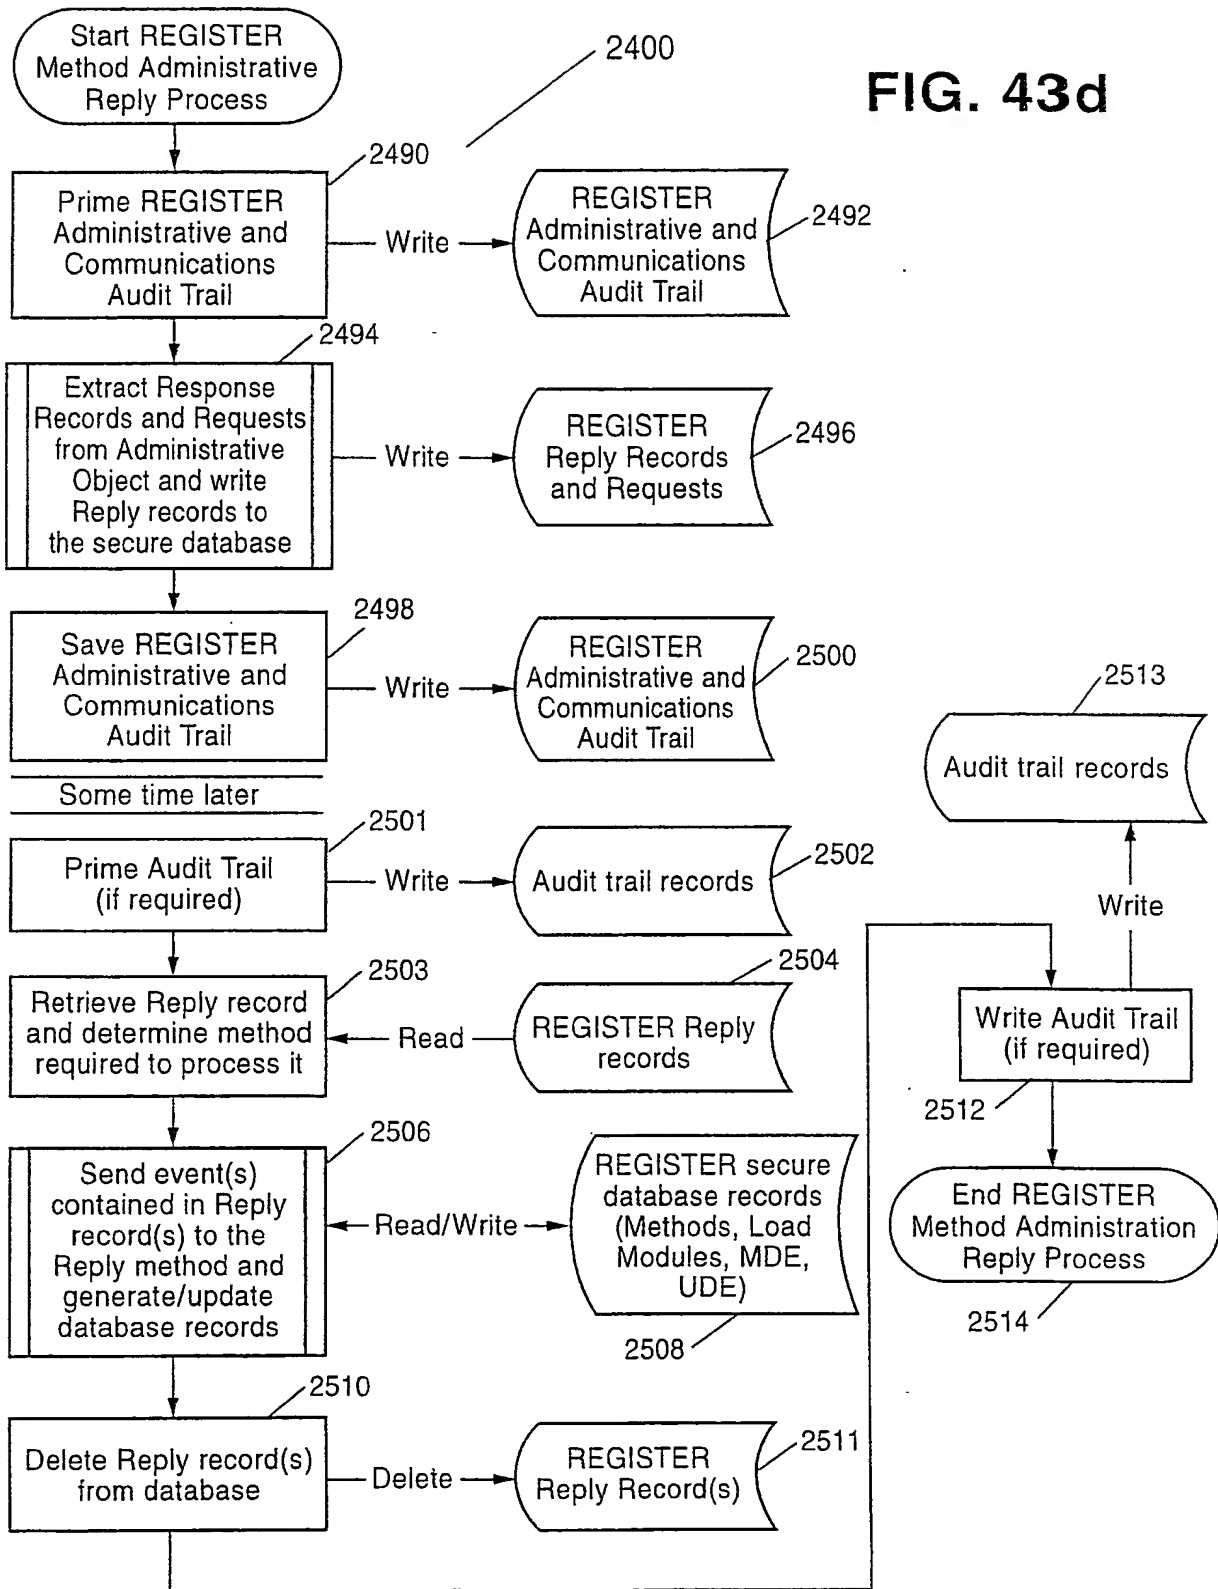 Start REGISTER
Method Administrative
Reply Process
2400
FIG. 43d
2490
Prime REGISTER
Administrative and
Communications
Audit Trail
Write
REGISTER
Administrative and
Communications
Audit Trail
2492
2494
Extract Response
Records and Requests
from Administrative
Object and write
Reply records to
the secure database
Write
REGISTER
Reply Records
and Requests
2496
2498
Save REGISTER
Administrative and
Communications
Audit Trail
Write
REGISTER
Administrative and
Communications
Audit Trail
2500
Some time later
2501
Prime Audit Trail
(if required)
Write
Audit trail records
2502
2503
Retrieve Reply record
and determine method
required to process it
Read
2504
REGISTER Reply
records
2506
Send event(s)
contained in Reply
record(s) to the
Reply method and
generate/update
database records
Read/Write
REGISTER secure
database records
(Methods, Load
Modules, MDE,
UDE)
2508
2510
Delete Reply record(s)
from database
Delete
REGISTER
Reply Record(s)
2511
2513
Audit trail records
Write
Write Audit Trail
(if required)
2512
End REGISTER
Method Administration
Reply Process
2514